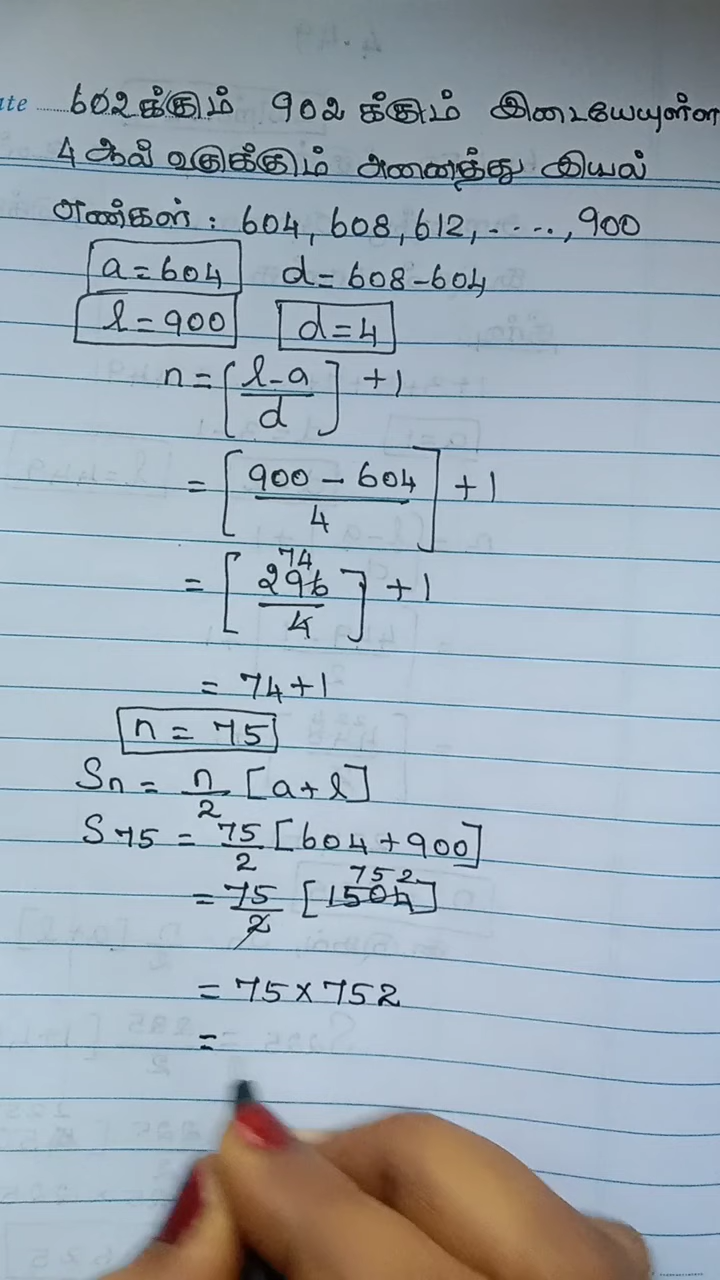 ate 602க்கும் 902க்கும் இடையேயுள்ள
4ஆல் வகுக்கும் அனைத்து இயல்
எண்கள் : 604, 608, 612, ...., 900
a = 604 d = 608 - 604
l = 900 d = 4
n = [l - a / d] + 1
= [900 - 604 / 4] + 1
74
= [296 / 4] + 1
= 74 + 1
n = 75
Sn = n/2 [a + l]
S75 = 75/2 [604 + 900]
752
= 75/2 [1504]
= 75 × 752
=